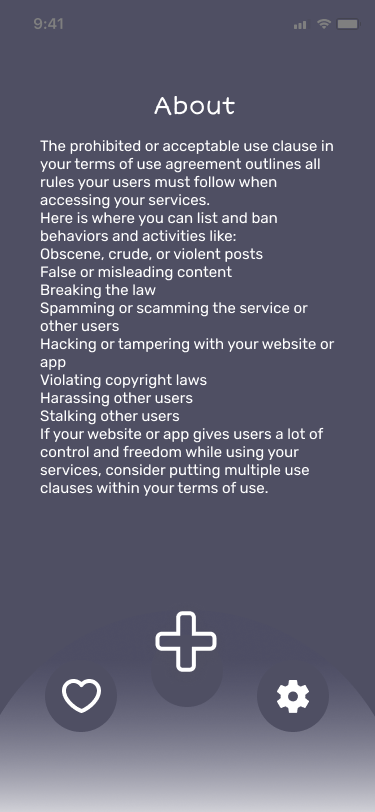 9:41
About
The prohibited or acceptable use clause in
your terms of use agreement outlines all
rules your users must follow when
accessing your services.
Here is where you can list and ban
behaviors and activities like:
Obscene, crude, or violent posts
False or misleading content
Breaking the law
Spamming or scamming the service or
other users
Hacking or tampering with your website or
app
Violating copyright laws
Harassing other users
Stalking other users
If your website or app gives users a lot of
control and freedom while using your
services, consider putting multiple use
clauses within your terms of use.